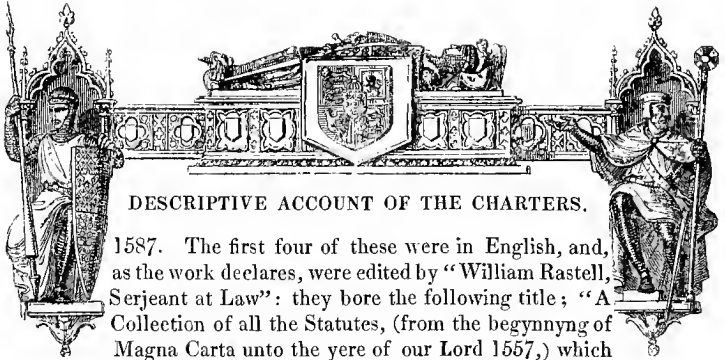 DESCRIPTIVE ACCOUNT OF THE CHARTERS.
1587. The first four of these were in English, and,
as the work declares, were edited by "William Rastell,
Serjeant at Law": they bore the following title; "A
Collection of all the Statutes, (from the begynnyng of
Magna Carta unto the yere of our Lord 1557,) which